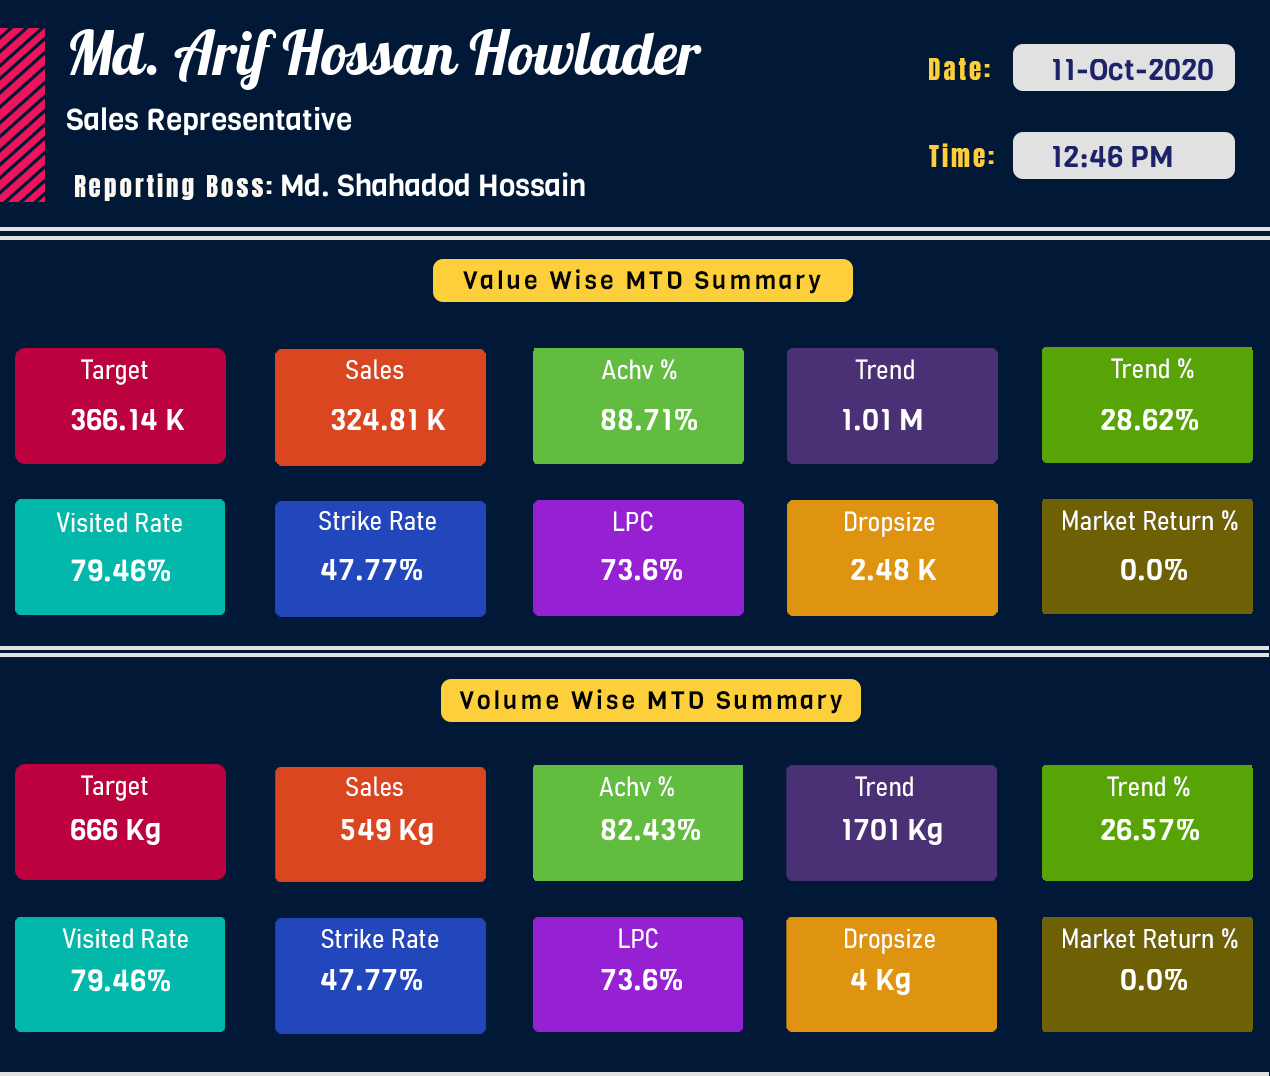 Md. Arif Hossan Howlader
Sales Representative
Reporting Boss: Md. Shahadod Hossain
Date: 11-Oct-2020
Time: 12:46 PM
Value Wise MTD Summary
Target Sales Achv % Trend Trend %
366.14 K 324.81 K 88.71% 1.01 M 28.62%
Visited Rate Strike Rate LPC Dropsize Market Return %
79.46% 47.77% 73.6% 2.48 K 0.0%
Volume Wise MTD Summary
Target Sales Achv % Trend Trend %
666 Kg 549 Kg 82.43% 1701 Kg 26.57%
Visited Rate Strike Rate LPC Dropsize Market Return %
79.46% 47.77% 73.6% 4 Kg 0.0%